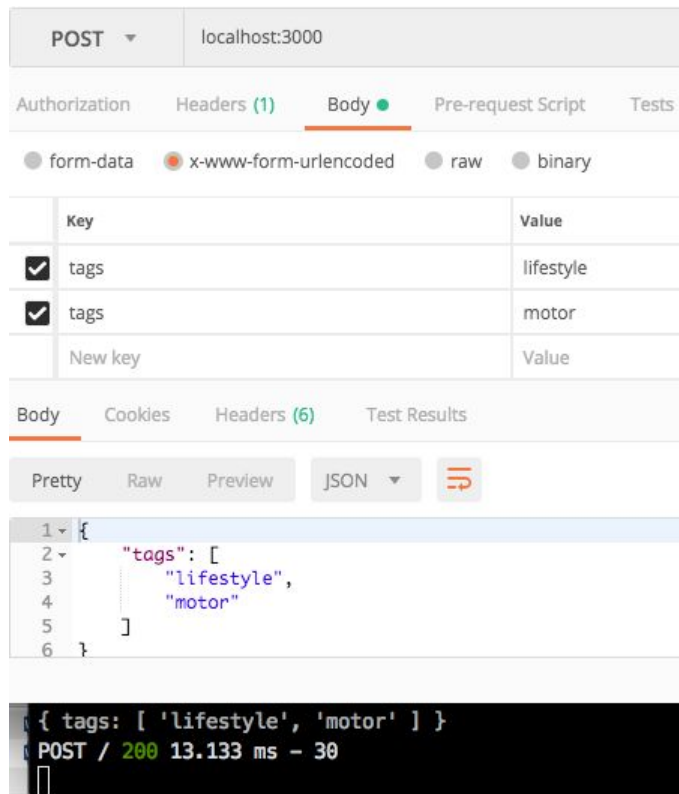 POST localhost:3000
Authorization Headers (1) Body Pre-request Script Tests
form-data x-www-form-urlencoded raw binary
Key Value
tags lifestyle
tags motor
New key Value
Body Cookies Headers (6) Test Results
Pretty Raw Preview JSON
1 {
2 "tags": [
3 "lifestyle",
4 "motor"
5 ]
6 }
{ tags: [ 'lifestyle', 'motor' ] }
POST / 200 13.133 ms - 30